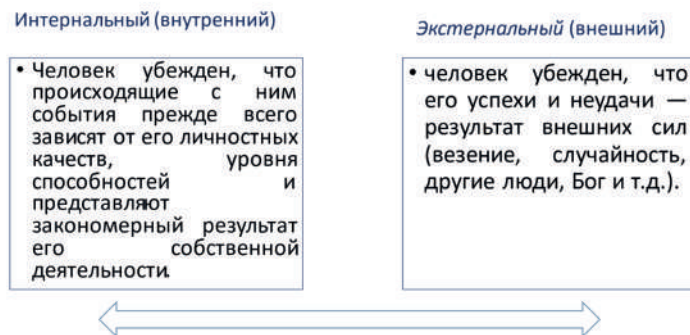 Интернальный (внутренний)
• Человек убежден, что
происходящие с ним
события прежде всего
зависят от его личностных
качеств, уровня
способностей и
представляют
закономерный результат
его собственной
деятельности.
Экстернальный (внешний)
• человек убежден, что
его успехи и неудачи —
результат внешних сил
(везение, случайность,
другие люди, Бог и т.д.).